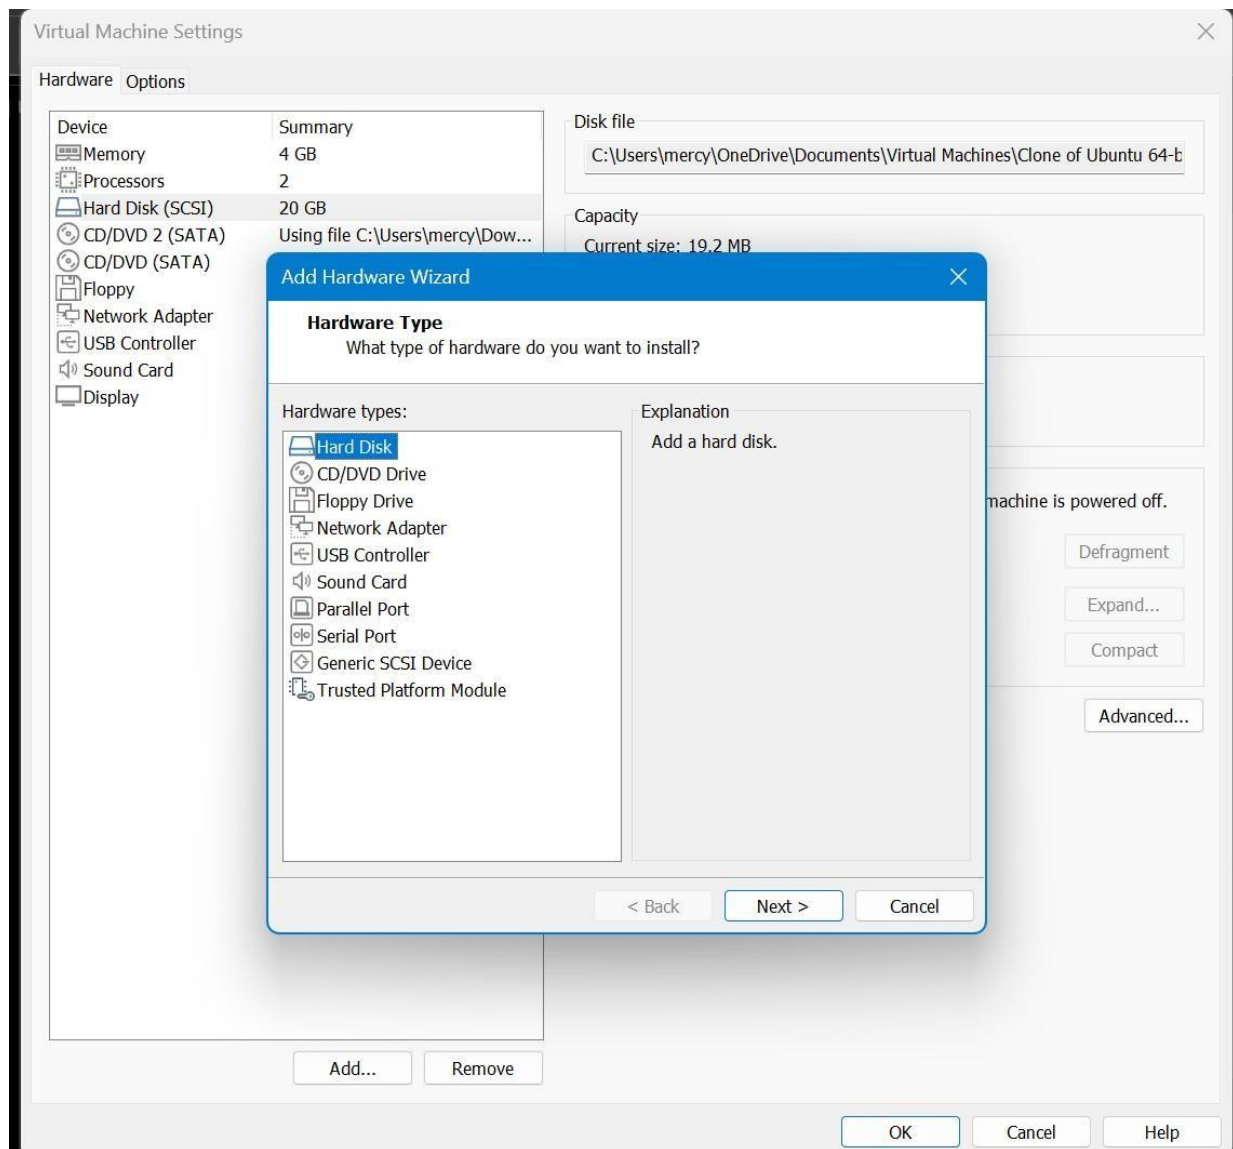 Virtual Machine Settings
Hardware Options
Device Summary
Memory 4 GB
Processors 2
Hard Disk (SCSI) 20 GB
CD/DVD 2 (SATA) Using file C:\Users\mercy\Dow...
CD/DVD (SATA)
Floppy
Network Adapter
USB Controller
Sound Card
Display
Disk file
C:\Users\mercy\OneDrive\Documents\Virtual Machines\Clone of Ubuntu 64-b
Capacity
Current size: 19.2 MB
Add Hardware Wizard
Hardware Type
What type of hardware do you want to install?
Hardware types:
Hard Disk
CD/DVD Drive
Floppy Drive
Network Adapter
USB Controller
Sound Card
Parallel Port
Serial Port
Generic SCSI Device
Trusted Platform Module
Explanation
Add a hard disk.
< Back Next > Cancel
machine is powered off.
Defragment
Expand...
Compact
Advanced...
Add... Remove
OK Cancel Help